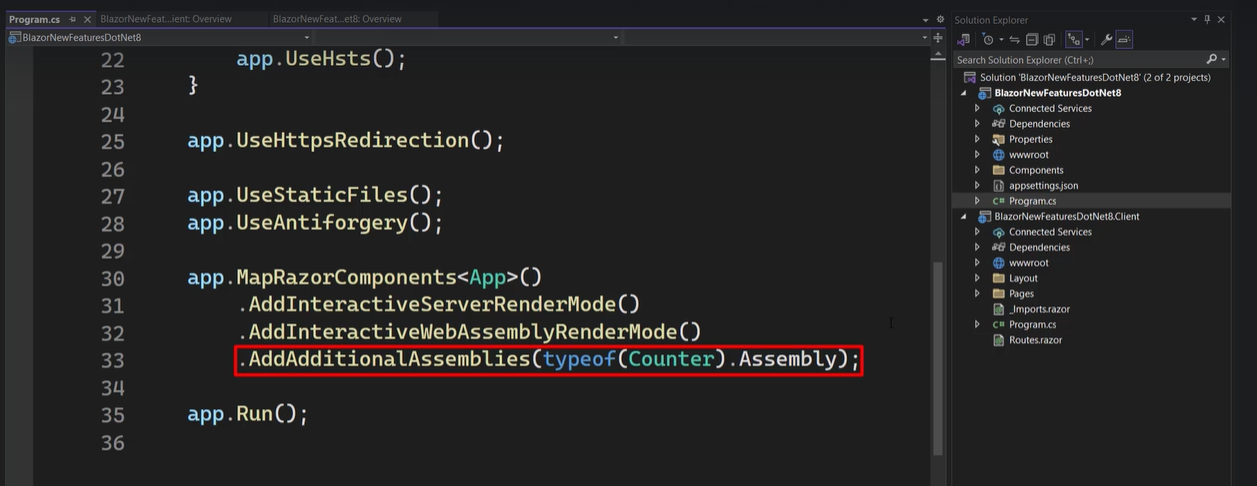 Program.cs
BlazorNewFeat...ient: Overview
BlazorNewFeat...et8: Overview
BlazorNewFeaturesDotNet8
22 app.UseHsts();
23 }
24
25 app.UseHttpsRedirection();
26
27 app.UseStaticFiles();
28 app.UseAntiforgery();
29
30 app.MapRazorComponents<App>()
31 .AddInteractiveServerRenderMode()
32 .AddInteractiveWebAssemblyRenderMode()
33 .AddAdditionalAssemblies(typeof(Counter).Assembly);
34
35 app.Run();
36
Solution Explorer
Search Solution Explorer (Ctrl+;)
Solution 'BlazorNewFeaturesDotNet8' (2 of 2 projects)
BlazorNewFeaturesDotNet8
Connected Services
Dependencies
Properties
wwwroot
Components
appsettings.json
C# Program.cs
BlazorNewFeaturesDotNet8.Client
Connected Services
Dependencies
wwwroot
Layout
Pages
_Imports.razor
C# Program.cs
Routes.razor